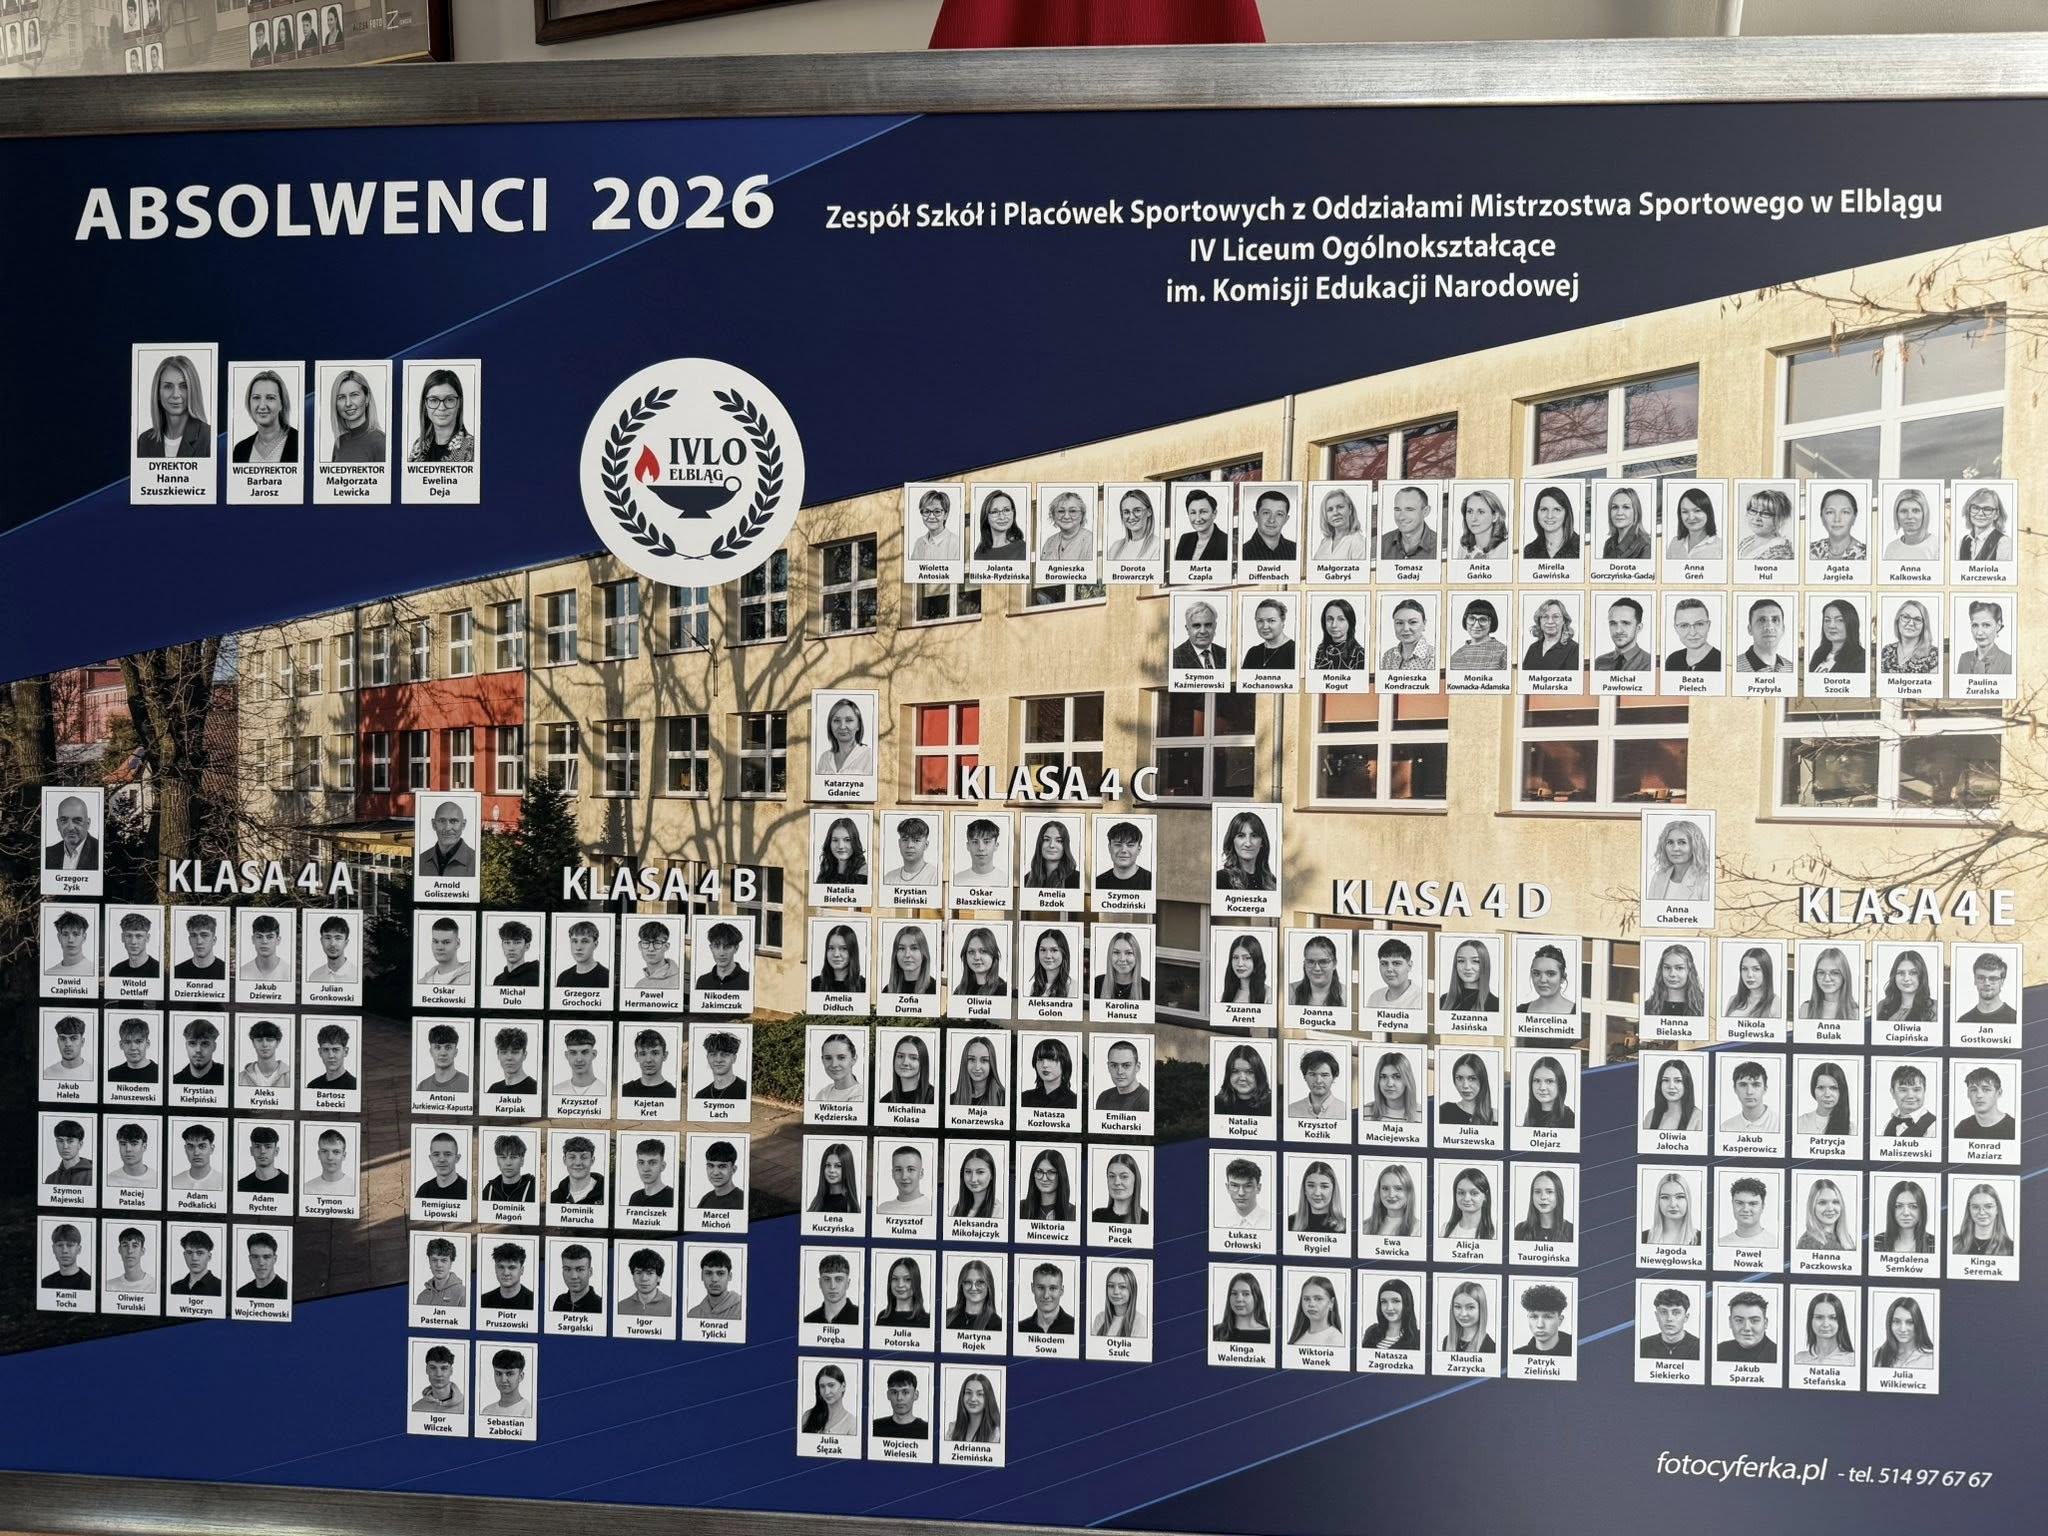 ABSOLWENCI 2026
Zespół Szkół i Placówek Sportowych z Oddziałami Mistrzostwa Sportowego w Elblągu
IV Liceum Ogólnokształcące
im. Komisji Edukacji Narodowej
DYREKTOR
Hanna
Szuszkiewicz
WICEDYREKTOR
Barbara
Jarosz
WICEDYREKTOR
Małgorzata
Lewicka
WICEDYREKTOR
Ewelina
Deja
IVLO
ELBLĄG
Wioletta
Antosiak
Jolanta
Bilska-Rydzińska
Agnieszka
Borowiecka
Dorota
Browarczyk
Marta
Czapla
Dawid
Diffenbach
Małgorzata
Gabryś
Tomasz
Gadaj
Anita
Gańko
Mirella
Gawińska
Dorota
Gorczyńska-Gadaj
Anna
Greń
Iwona
Hul
Agata
Jargieła
Anna
Kalkowska
Mariola
Karczewska
Szymon
Kaźmierowski
Joanna
Kochanowska
Monika
Kogut
Agnieszka
Kondraczuk
Monika
Kownacka-Adamska
Małgorzata
Mularska
Michał
Pawłowicz
Beata
Pielech
Karol
Przybyła
Dorota
Szocik
Małgorzata
Urban
Paulina
Żuralska
Grzegorz
Zyśk
KLASA 4 A
Dawid
Czapliński
Witold
Dettlaff
Konrad
Dzierzkiewicz
Jakub
Dziewirz
Julian
Gronkowski
Jakub
Hałeła
Nikodem
Januszewski
Krystian
Kiełpiński
Aleks
Kryński
Bartosz
Łabecki
Szymon
Majewski
Maciej
Patalas
Adam
Podkalicki
Adam
Rychter
Tymon
Szczygłowski
Kamil
Tocha
Oliwier
Turulski
Igor
Wityczyn
Tymon
Wojciechowski
Arnold
Goliszewski
KLASA 4 B
Oskar
Beczkowski
Michał
Dulo
Grzegorz
Grochocki
Paweł
Hermanowicz
Nikodem
Jakimczuk
Antoni
Jurkiewicz-Kapusta
Jakub
Karpiak
Krzysztof
Kopczyński
Kajetan
Kret
Szymon
Lach
Remigiusz
Lipowski
Dominik
Magoń
Dominik
Marucha
Franciszek
Maziuk
Marcel
Michoń
Jan
Pasternak
Piotr
Pruszowski
Patryk
Sargalski
Igor
Turowski
Konrad
Tylicki
Igor
Wilczek
Sebastian
Zabłocki
Katarzyna
Gdaniec
KLASA 4 C
Natalia
Bielecka
Krystian
Bieliński
Oskar
Błaszkiewicz
Amelia
Bzdok
Szymon
Chodziński
Amelia
Didłuch
Zofia
Durma
Oliwia
Fudal
Aleksandra
Golon
Karolina
Hanusz
Wiktoria
Kędzierska
Michalina
Kolasa
Maja
Konarzewska
Natasza
Kozłowska
Emilian
Kucharski
Lena
Kuczyńska
Krzysztof
Kulma
Aleksandra
Mikołajczyk
Wiktoria
Mincewicz
Kinga
Pacek
Filip
Poręba
Julia
Potorska
Martyna
Rojek
Nikodem
Sowa
Otylia
Szulc
Julia
Ślęzak
Wojciech
Wielesik
Adrianna
Ziemińska
Agnieszka
Koczerga
KLASA 4 D
Zuzanna
Arent
Joanna
Bogucka
Klaudia
Fedyna
Zuzanna
Jasińska
Marcelina
Kleinschmidt
Natalia
Kołpuć
Krzysztof
Koźlik
Maja
Maciejewska
Julia
Murszewska
Maria
Olejarz
Łukasz
Orłowski
Weronika
Rygiel
Ewa
Sawicka
Alicja
Szafran
Julia
Taurogińska
Kinga
Walendziak
Wiktoria
Wanek
Natasza
Zagrodzka
Klaudia
Zarzycka
Patryk
Zieliński
Anna
Chaberek
KLASA 4 E
Hanna
Bielaska
Nikola
Buglewska
Anna
Bulak
Oliwia
Ciapińska
Jan
Gostkowski
Oliwia
Jałocha
Jakub
Kasperowicz
Patrycja
Krupska
Jakub
Maliszewski
Konrad
Maziarz
Jagoda
Niewęgłowska
Paweł
Nowak
Hanna
Paczkowska
Magdalena
Semków
Kinga
Seremak
Marcel
Siekierko
Jakub
Sparzak
Natalia
Stefańska
Julia
Wilkiewicz
fotocyferka.pl - tel. 514 97 67 67